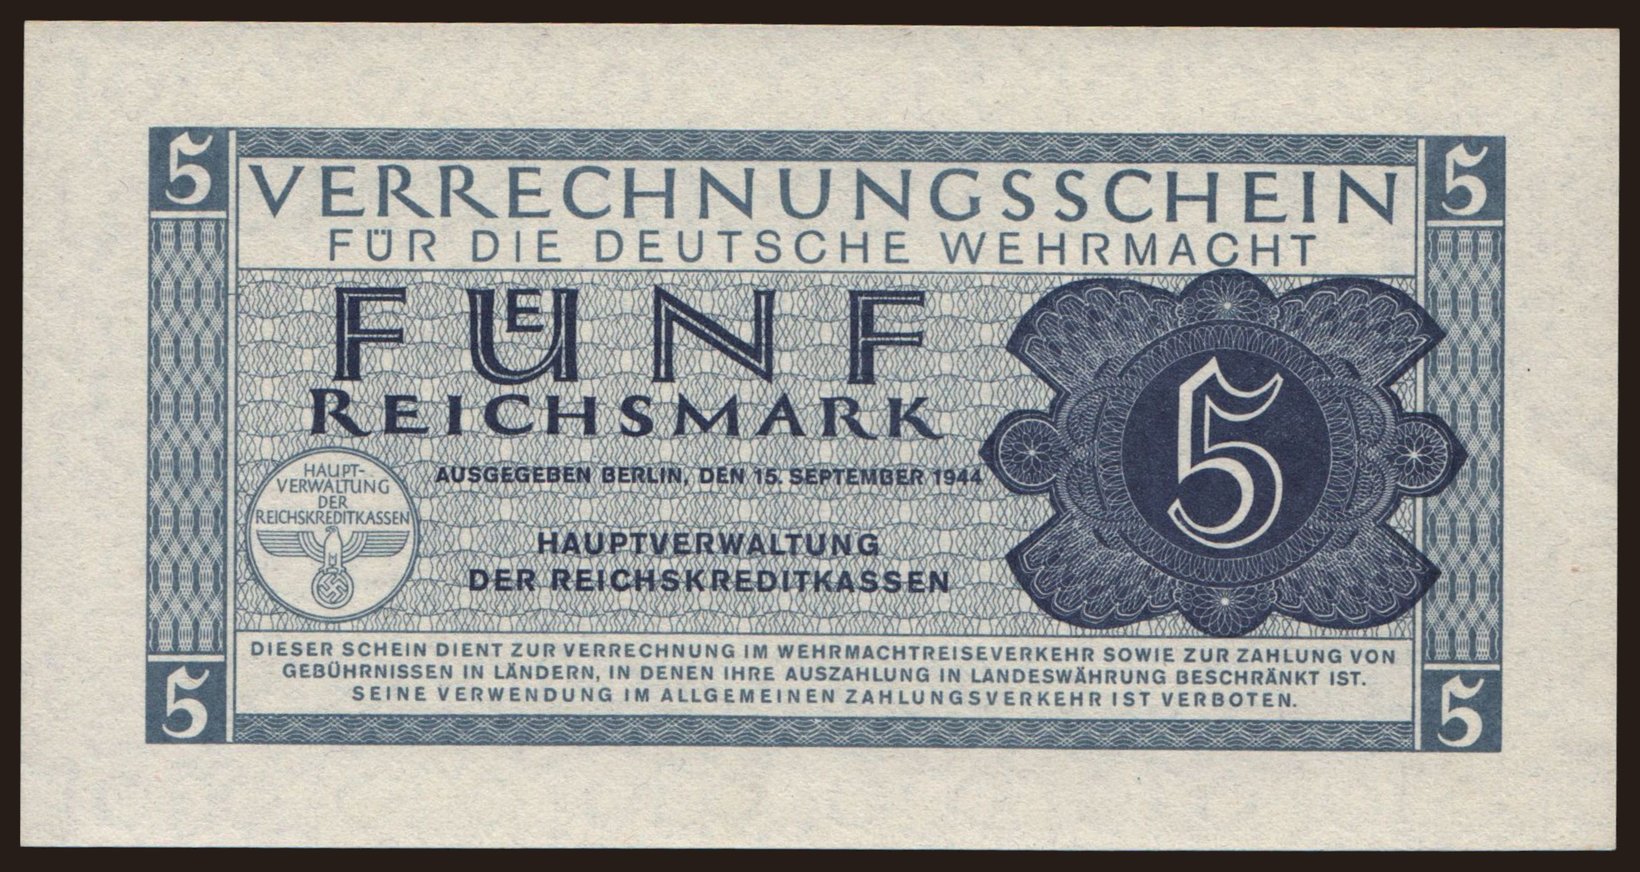 5
5
VERRECHNUNGSSCHEIN
FÜR DIE DEUTSCHE WEHRMACHT
FUENF
REICHSMARK
5
HAUPT-
VERWALTUNG
DER
REICHSKREDITKASSEN
AUSGEGEBEN BERLIN, DEN 15. SEPTEMBER 1944
HAUPTVERWALTUNG
DER REICHSKREDITKASSEN
DIESER SCHEIN DIENT ZUR VERRECHNUNG IM WEHRMACHTREISEVERKEHR SOWIE ZUR ZAHLUNG VON
GEBÜHRNISSEN IN LÄNDERN, IN DENEN IHRE AUSZAHLUNG IN LANDESWÄHRUNG BESCHRÄNKT IST.
SEINE VERWENDUNG IM ALLGEMEINEN ZAHLUNGSVERKEHR IST VERBOTEN.
5
5